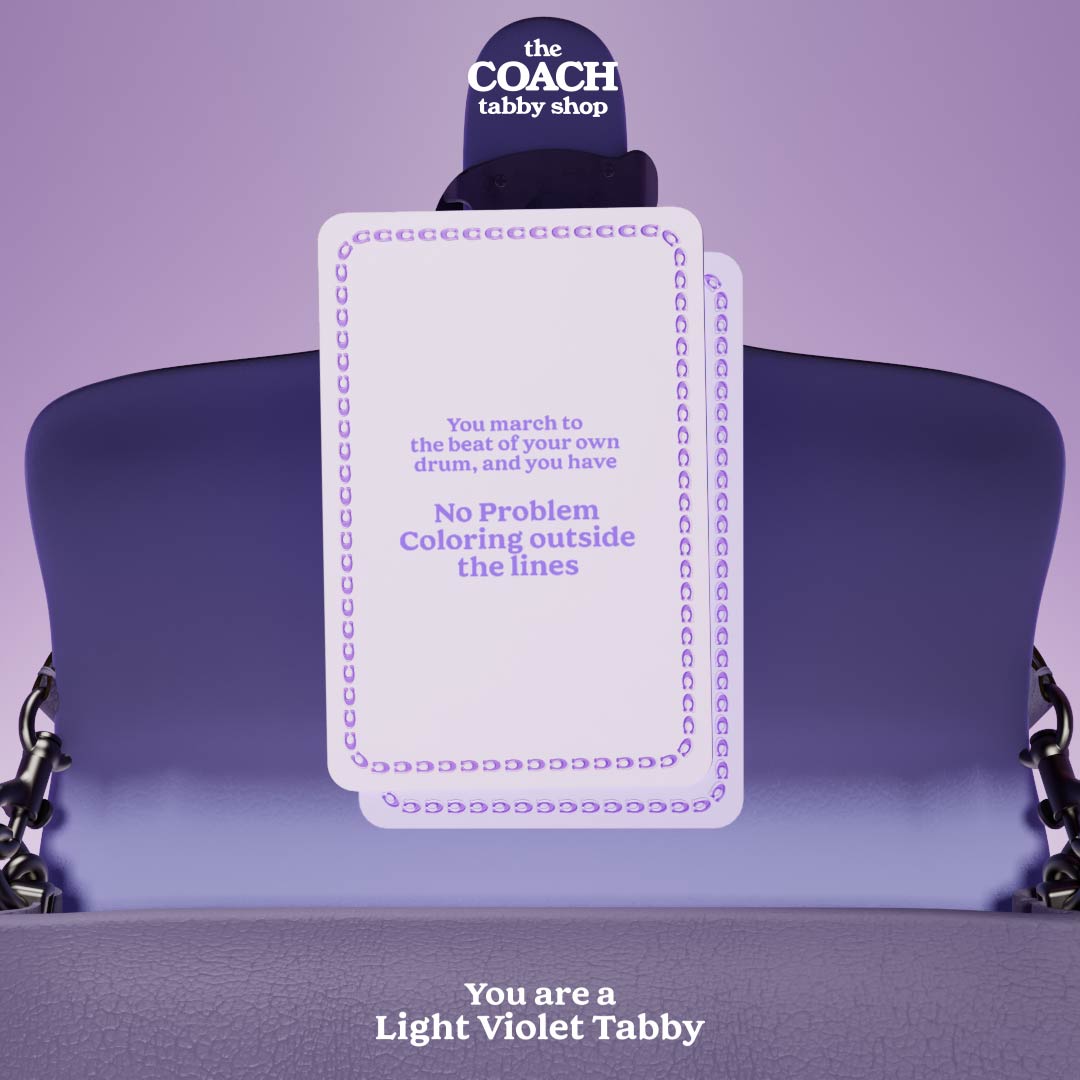 the
COACH
tabby shop
You march to
the beat of your own
drum, and you have
No Problem
Coloring outside
the lines
You are a
Light Violet Tabby